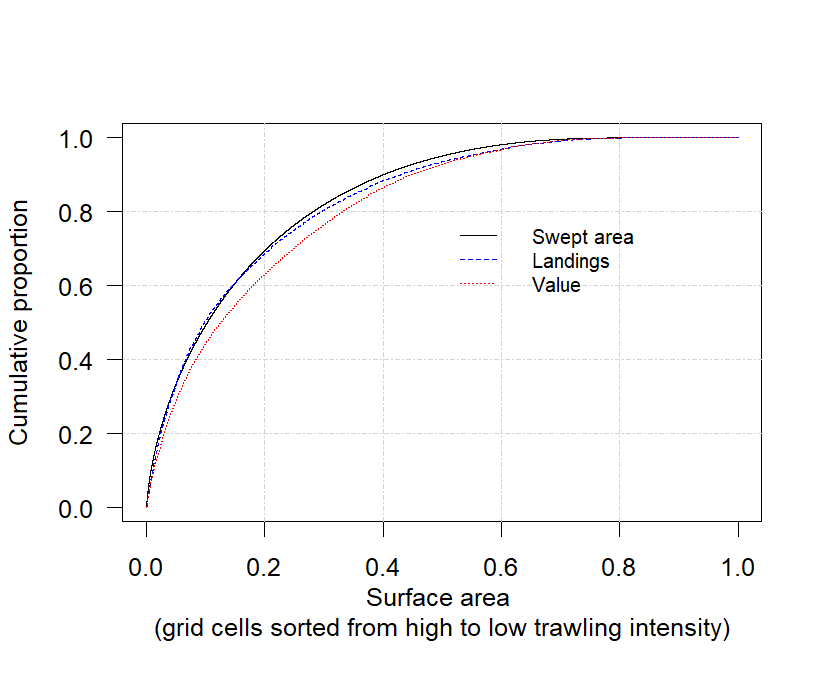 Cumulative proportion
1.0
0.8
0.6
0.4
0.2
0.0
Swept area
Landings
Value
0.0 0.2 0.4 0.6 0.8 1.0
Surface area
(grid cells sorted from high to low trawling intensity)